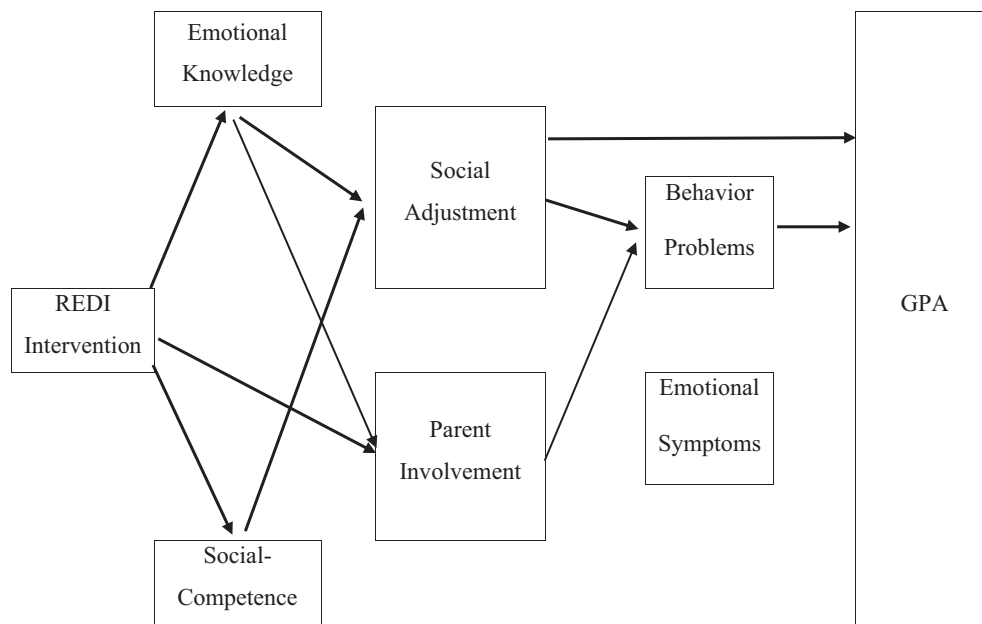 Emotional
Knowledge
Social
Adjustment
Behavior
Problems
REDI
Intervention
GPA
Emotional
Symptoms
Parent
Involvement
Social-
Competence